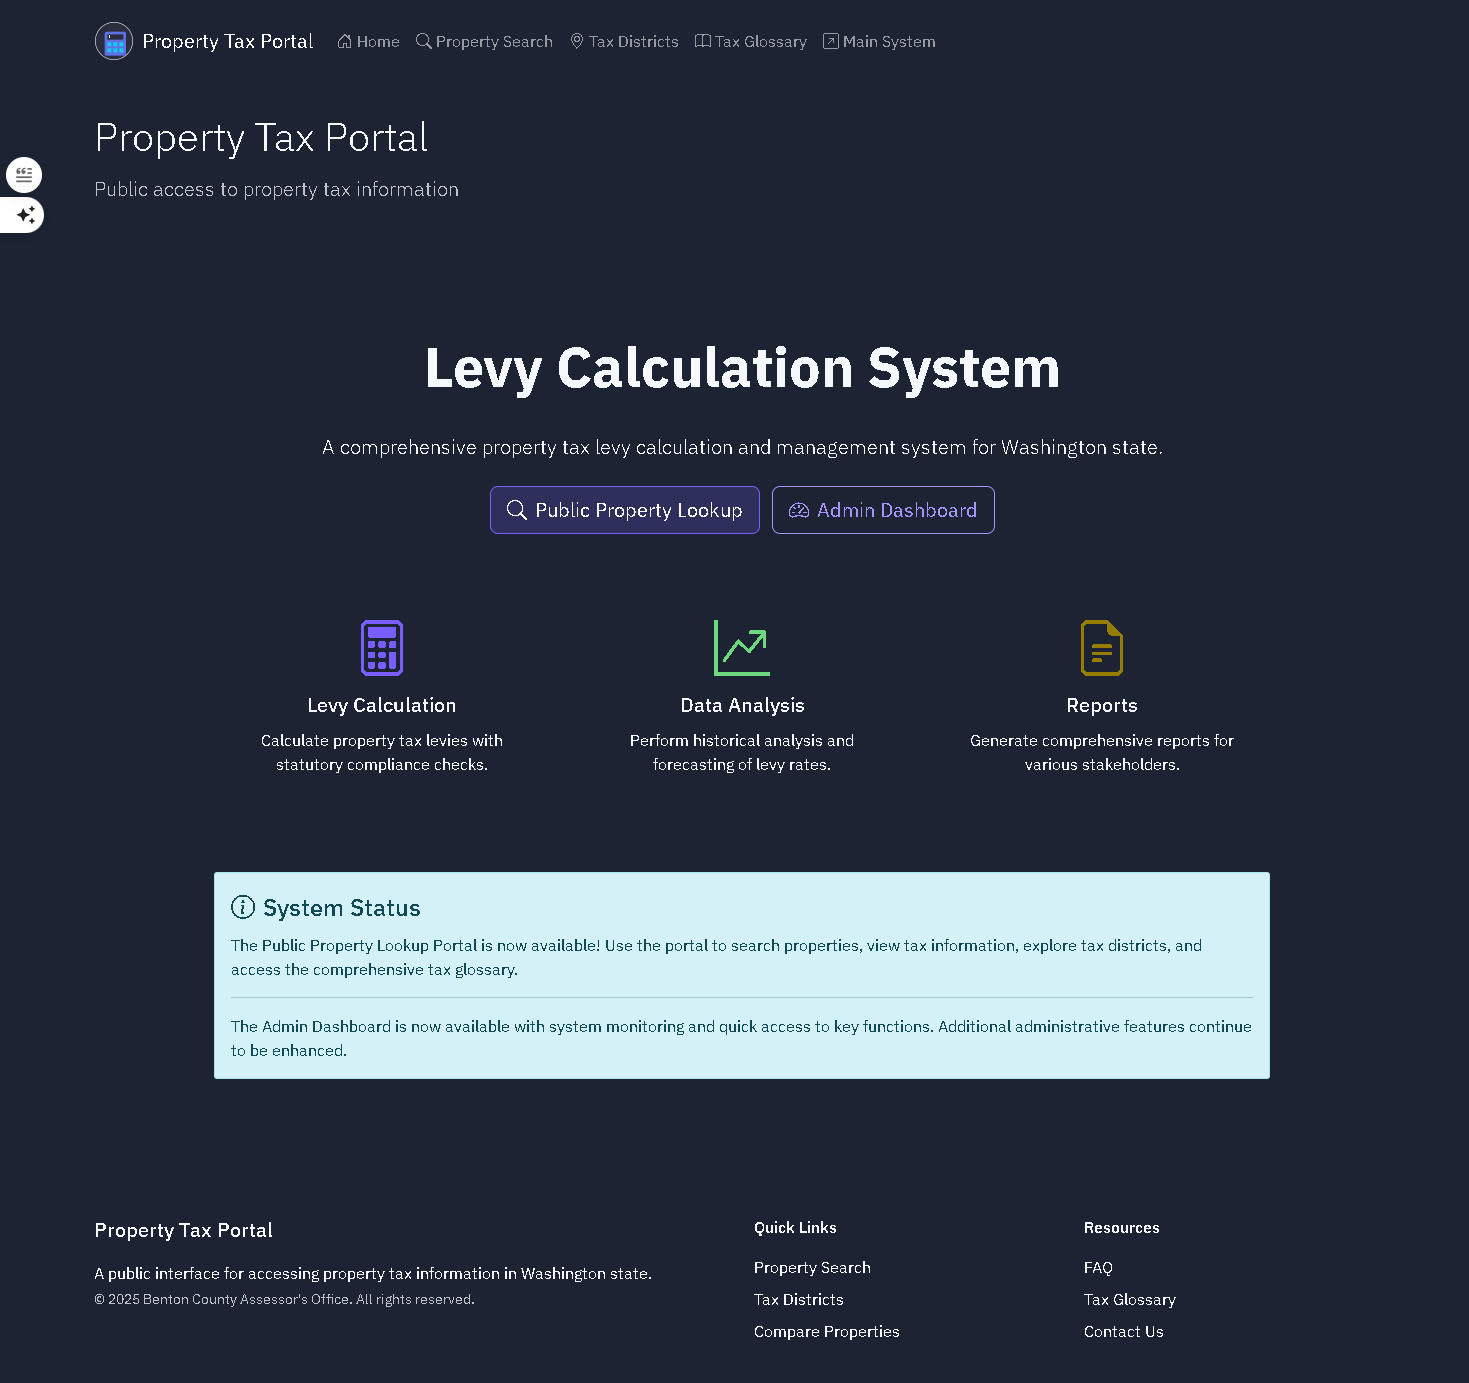 Property Tax Portal
Home
Property Search
Tax Districts
Tax Glossary
Main System
Property Tax Portal
Public access to property tax information
Levy Calculation System
A comprehensive property tax levy calculation and management system for Washington state.
Public Property Lookup
Admin Dashboard
Levy Calculation
Calculate property tax levies with
statutory compliance checks.
Data Analysis
Perform historical analysis and
forecasting of levy rates.
Reports
Generate comprehensive reports for
various stakeholders.
System Status
The Public Property Lookup Portal is now available! Use the portal to search properties, view tax information, explore tax districts, and
access the comprehensive tax glossary.
The Admin Dashboard is now available with system monitoring and quick access to key functions. Additional administrative features continue
to be enhanced.
Property Tax Portal
A public interface for accessing property tax information in Washington state.
© 2025 Benton County Assessor's Office. All rights reserved.
Quick Links
Property Search
Tax Districts
Compare Properties
Resources
FAQ
Tax Glossary
Contact Us